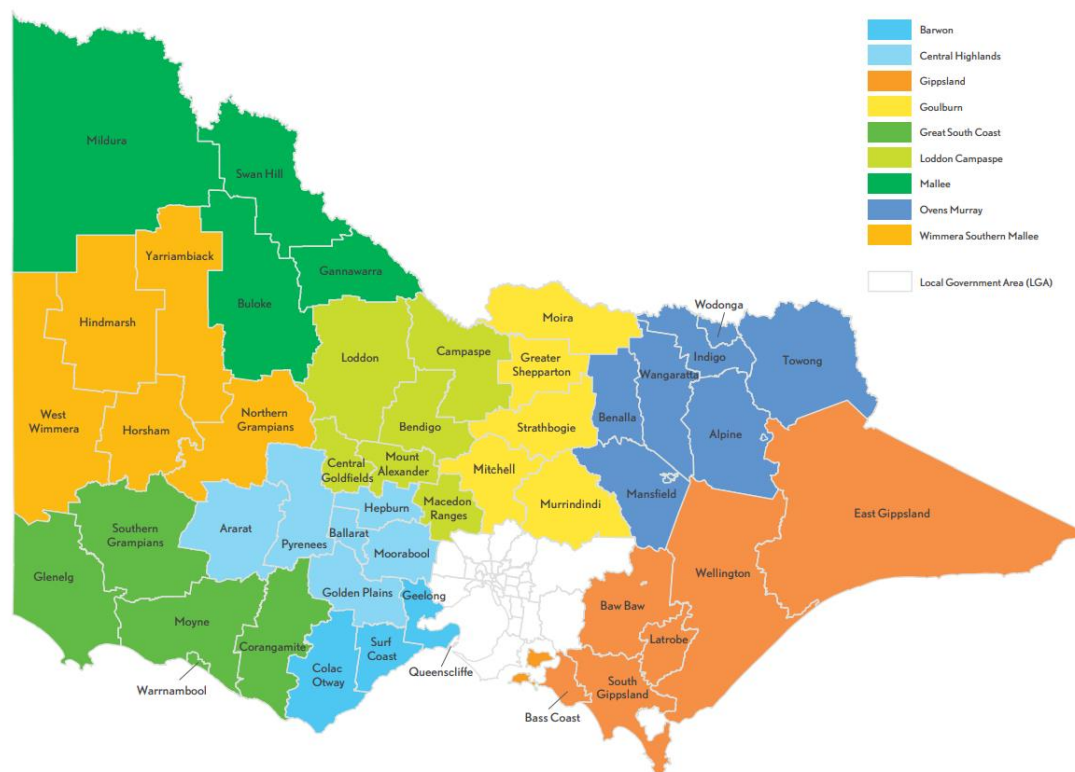 Barwon
Central Highlands
Gippsland
Goulburn
Great South Coast
Loddon Campaspe
Mallee
Ovens Murray
Wimmera Southern Mallee
Local Government Area (LGA)
Mildura
Swan Hill
Yarriambiack
Gannawarra
Buloke
Hindmarsh
Wodonga
Moira
Loddon
Campaspe
Greater
Shepparton
Indigo
Wangaratta
Towong
West
Wimmera
Horsham
Northern
Grampians
Bendigo
Strathbogie
Benalla
Alpine
Central
Goldfields
Mount
Alexander
Mitchell
Mansfield
Macedon
Ranges
Murrindindi
Hepburn
East Gippsland
Southern
Grampians
Ararat
Pyrenees
Ballarat
Moorabool
Glenelg
Wellington
Golden Plains
Geelong
Baw Baw
Moyne
Corangamite
Latrobe
Surf
Coast
Colac
Otway
Queenscliffe
Warrnambool
South
Gippsland
Bass Coast